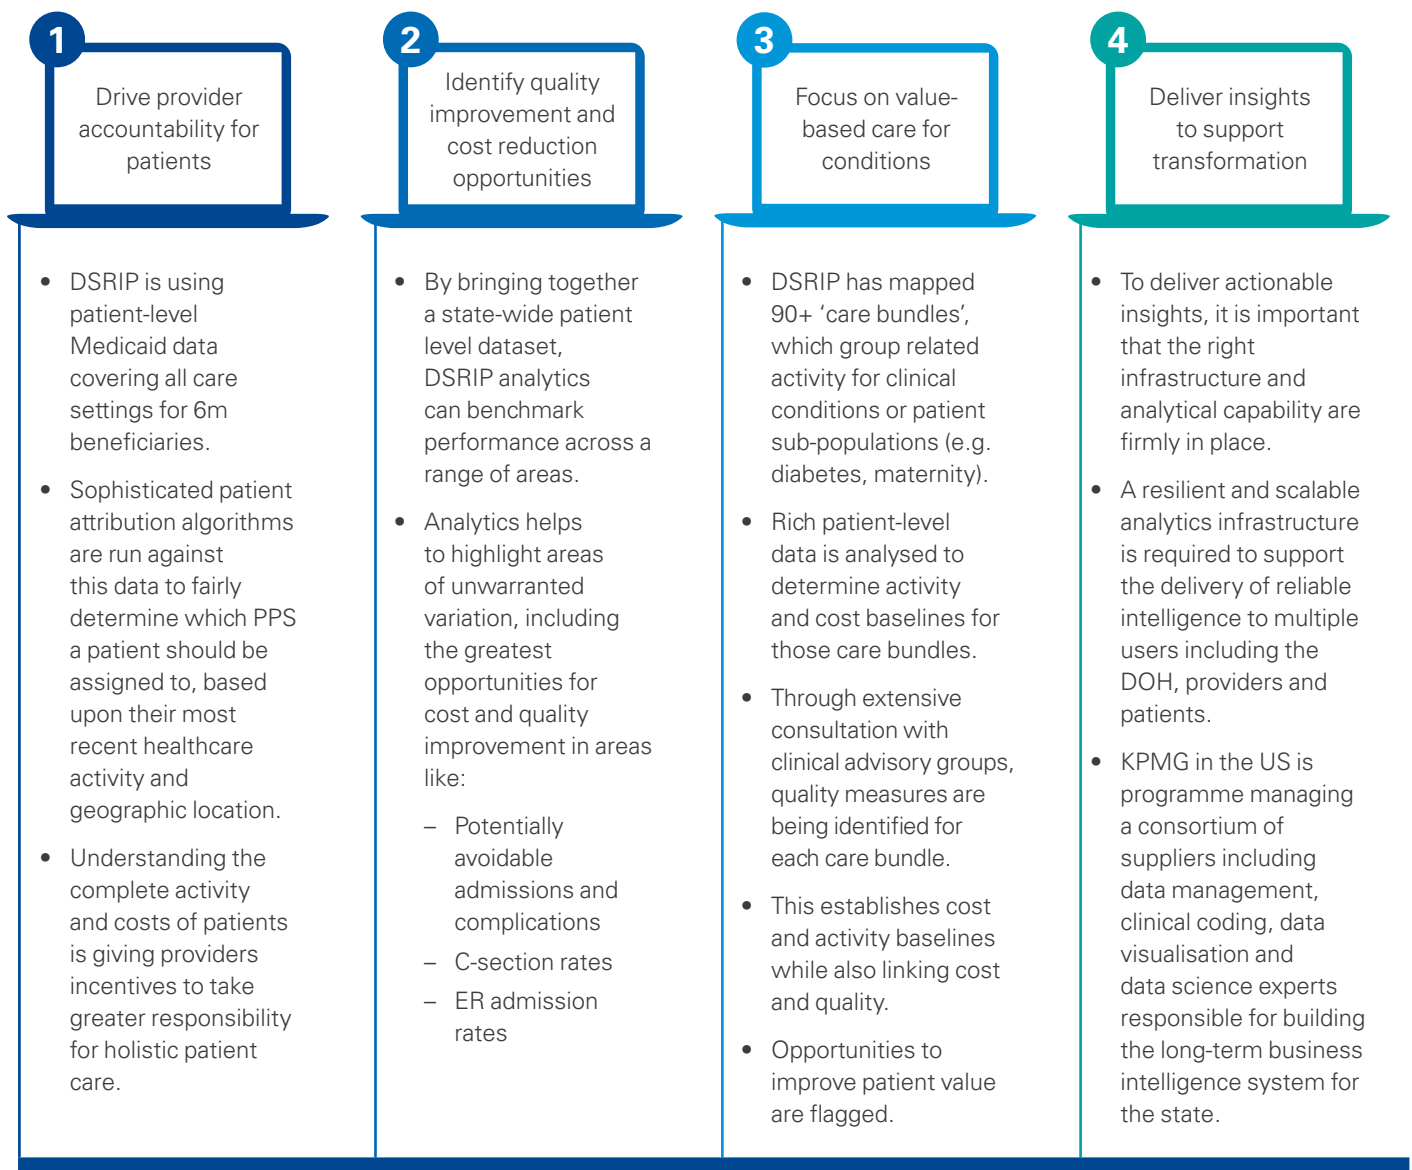 1
Drive provider
accountability for
patients
• DSRIP is using
patient-level
Medicaid data
covering all care
settings for 6m
beneficiaries.
• Sophisticated patient
attribution algorithms
are run against
this data to fairly
determine which PPS
a patient should be
assigned to, based
upon their most
recent healthcare
activity and
geographic location.
• Understanding the
complete activity
and costs of patients
is giving providers
incentives to take
greater responsibility
for holistic patient
care.
2
Identify quality
improvement and
cost reduction
opportunities
• By bringing together
a state-wide patient
level dataset,
DSRIP analytics
can benchmark
performance across a
range of areas.
• Analytics helps
to highlight areas
of unwarranted
variation, including
the greatest
opportunities for
cost and quality
improvement in areas
like:
– Potentially
avoidable
admissions and
complications
– C-section rates
– ER admission
rates
3
Focus on value-
based care for
conditions
• DSRIP has mapped
90+ ‘care bundles’,
which group related
activity for clinical
conditions or patient
sub-populations (e.g.
diabetes, maternity).
• Rich patient-level
data is analysed to
determine activity
and cost baselines for
those care bundles.
• Through extensive
consultation with
clinical advisory groups,
quality measures are
being identified for
each care bundle.
• This establishes cost
and activity baselines
while also linking cost
and quality.
• Opportunities to
improve patient value
are flagged.
4
Deliver insights
to support
transformation
• To deliver actionable
insights, it is important
that the right
infrastructure and
analytical capability are
firmly in place.
• A resilient and scalable
analytics infrastructure
is required to support
the delivery of reliable
intelligence to multiple
users including the
DOH, providers and
patients.
• KPMG in the US is
programme managing
a consortium of
suppliers including
data management,
clinical coding, data
visualisation and
data science experts
responsible for building
the long-term business
intelligence system for
the state.